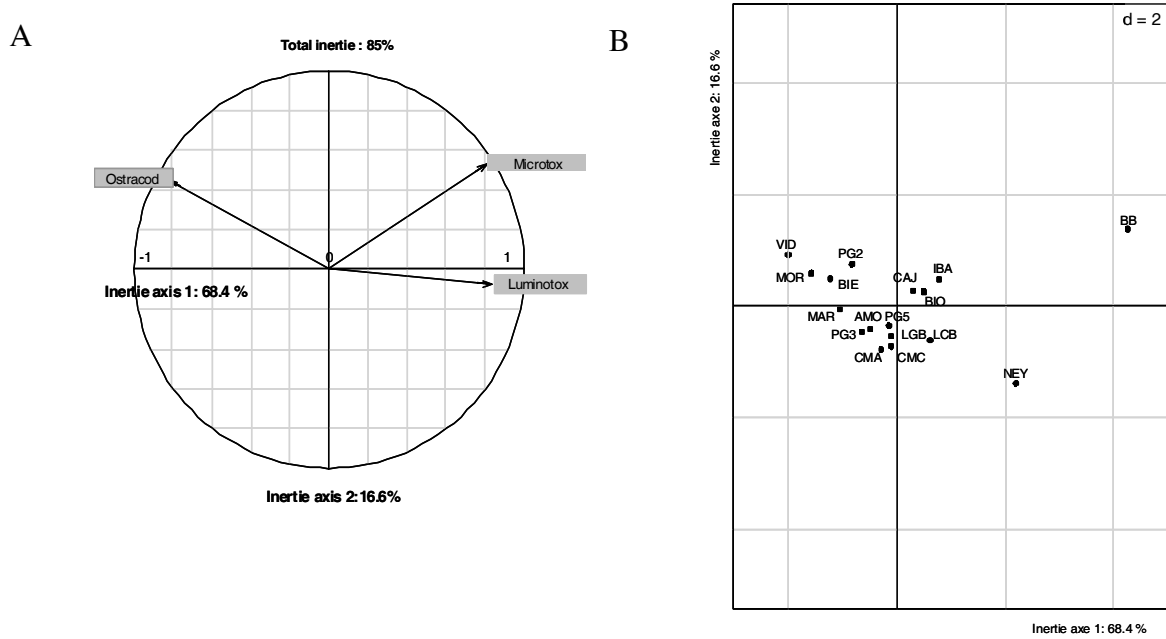 A
Total inertie : 85%
Ostracod
Microtox
-1
0
1
Luminotox
Inertie axis 1: 68.4 %
Inertie axis 2:16.6%
B
d = 2
Inertie axe 2: 16.6 %
BB
VID
PG2
MOR
BIE
CAJ
IBA
BIO
MAR
AMO
PG5
PG3
LGB
LCB
CMA
CMC
NEY
Inertie axe 1: 68.4 %